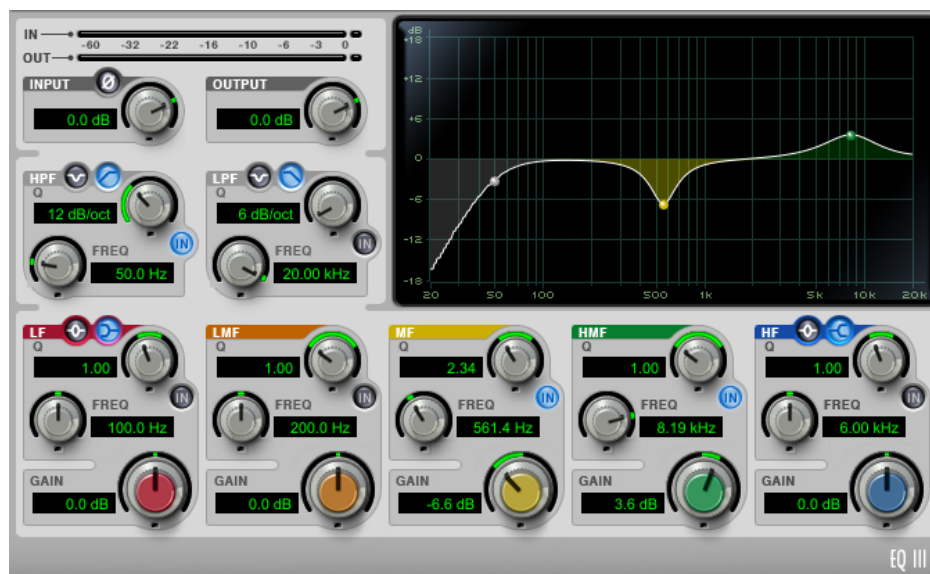 IN
-60 -32 -22 -16 -10 -6 -3 0
OUT
INPUT Ø
0.0 dB
OUTPUT
0.0 dB
HPF
Q
12 dB/oct
IN
FREQ
50.0 Hz
LPF
Q
6 dB/oct
IN
FREQ
20.00 kHz
dB
+18
+12
+6
0
-6
-12
-18
20 50 100 500 1k 5k 10k 20k
LF
Q
1.00
IN
FREQ
100.0 Hz
GAIN
0.0 dB
LMF
Q
1.00
IN
FREQ
200.0 Hz
GAIN
0.0 dB
MF
Q
2.34
IN
FREQ
561.4 Hz
GAIN
-6.6 dB
HMF
Q
1.00
IN
FREQ
8.19 kHz
GAIN
3.6 dB
HF
Q
1.00
IN
FREQ
6.00 kHz
GAIN
0.0 dB
EQ III